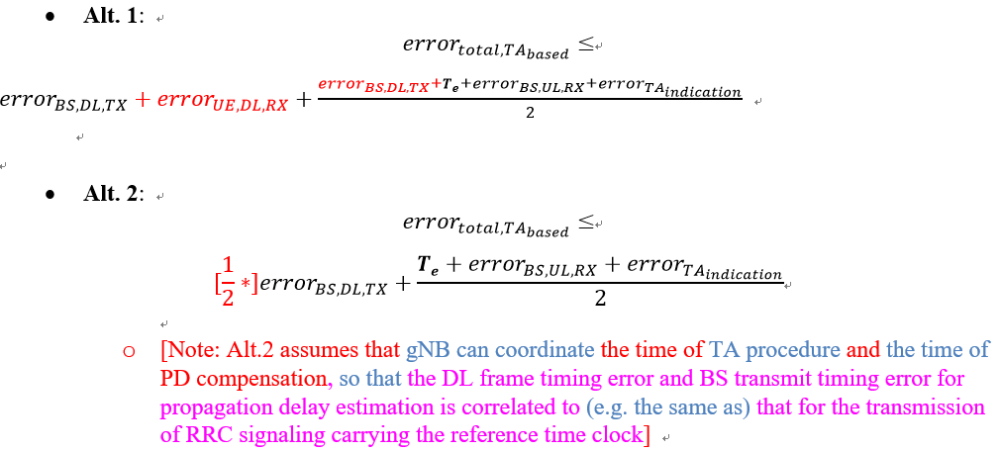 • Alt. 1:
error_{total,TA_{based}} ≤
error_{BS,DL,TX} + error_{UE,DL,RX} + \frac{error_{BS,DL,TX}+T_e+error_{BS,UL,RX}+error_{TA_{indication}}}{2}
• Alt. 2:
error_{total,TA_{based}} ≤
[\frac{1}{2} *]error_{BS,DL,TX} + \frac{T_e + error_{BS,UL,RX} + error_{TA_{indication}}}{2}
○ [Note: Alt.2 assumes that gNB can coordinate the time of TA procedure and the time of
PD compensation, so that the DL frame timing error and BS transmit timing error for
propagation delay estimation is correlated to (e.g. the same as) that for the transmission
of RRC signaling carrying the reference time clock]